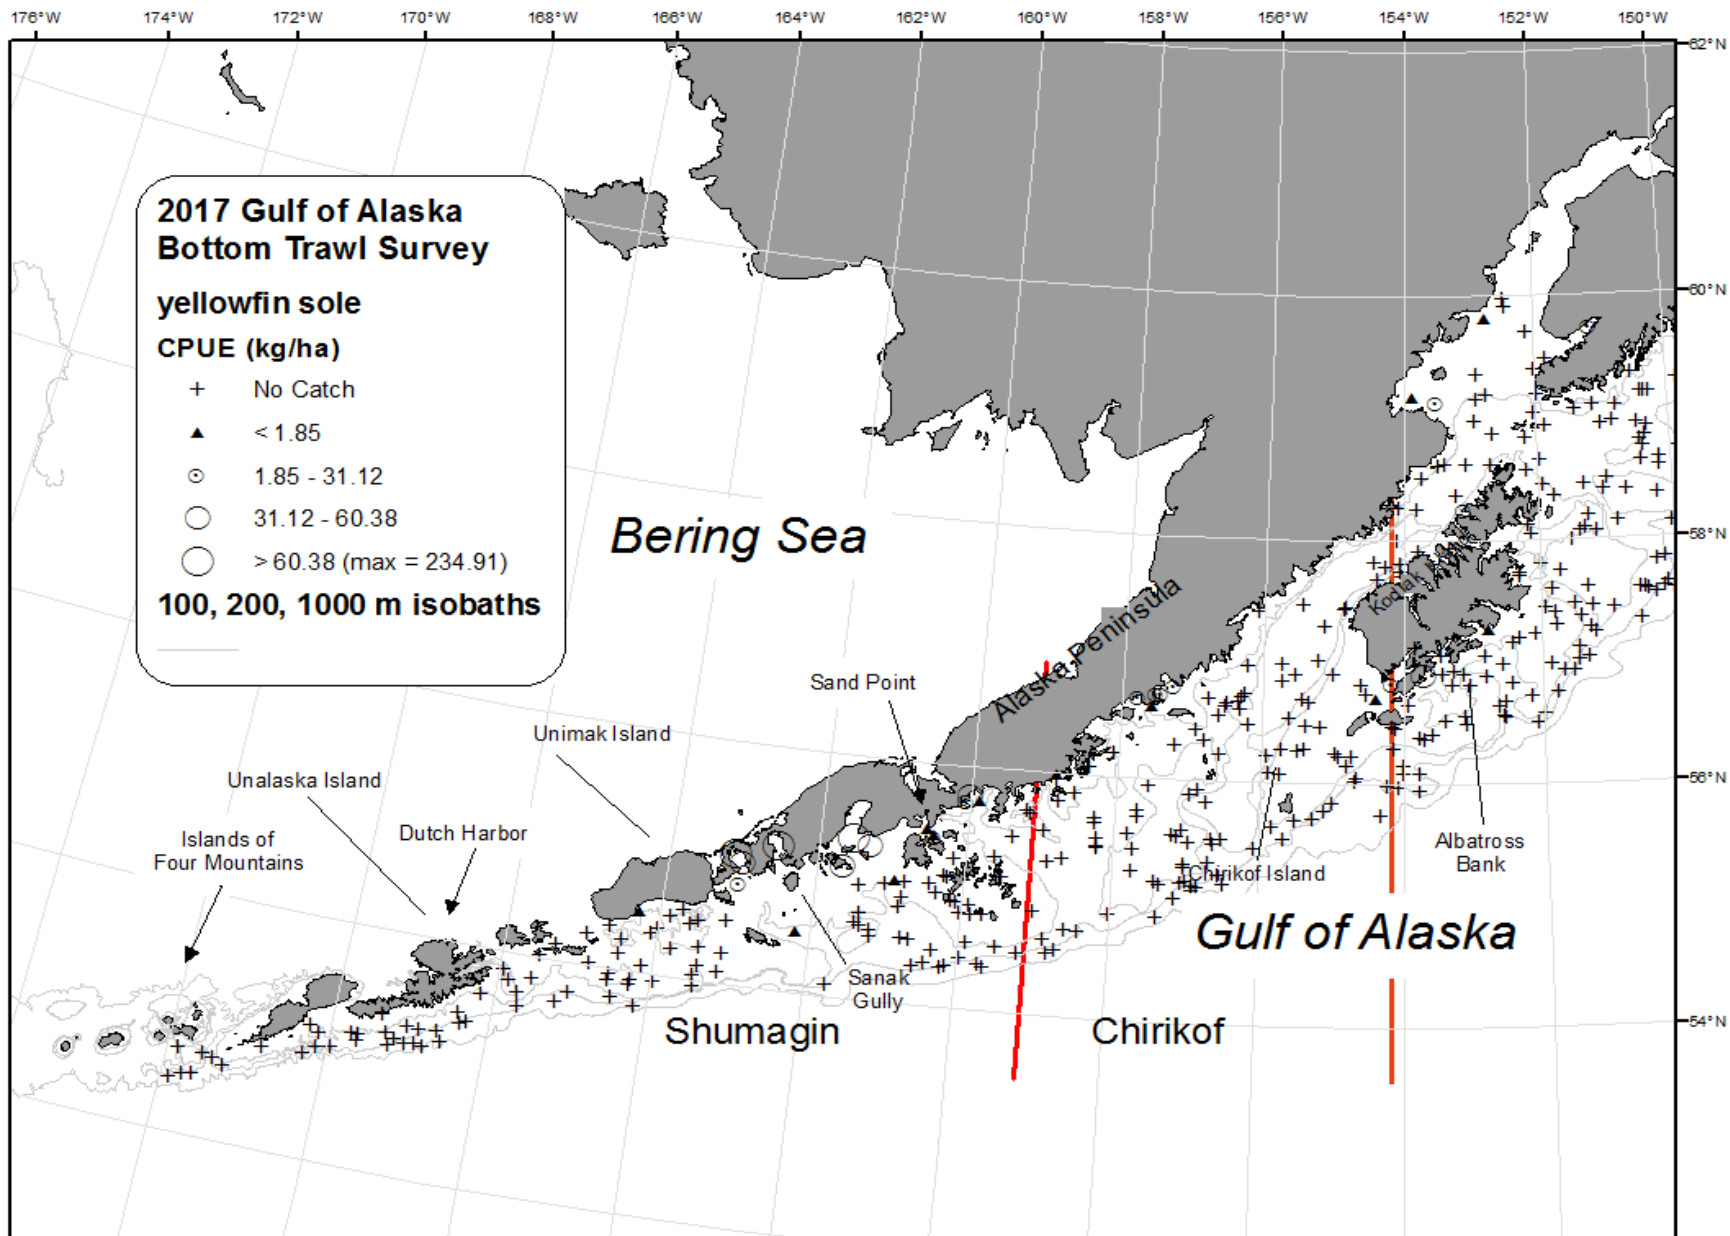 176°W 174°W 172°W 170°W 168°W 166°W 164°W 162°W 160°W 158°W 156°W 154°W 152°W 150°W
62°N
2017 Gulf of Alaska
Bottom Trawl Survey
yellowfin sole
CPUE (kg/ha)
No Catch
< 1.85
1.85 - 31.12
31.12 - 60.38
> 60.38 (max = 234.91)
100, 200, 1000 m isobaths
60°N
Bering Sea
58°N
Kodiak
Alaska Peninsula
Sand Point
Unimak Island
Unalaska Island
56°N
Dutch Harbor
Islands of
Four Mountains
Albatross
Bank
Chirikof Island
Gulf of Alaska
Sanak
Gully
Shumagin
Chirikof
54°N